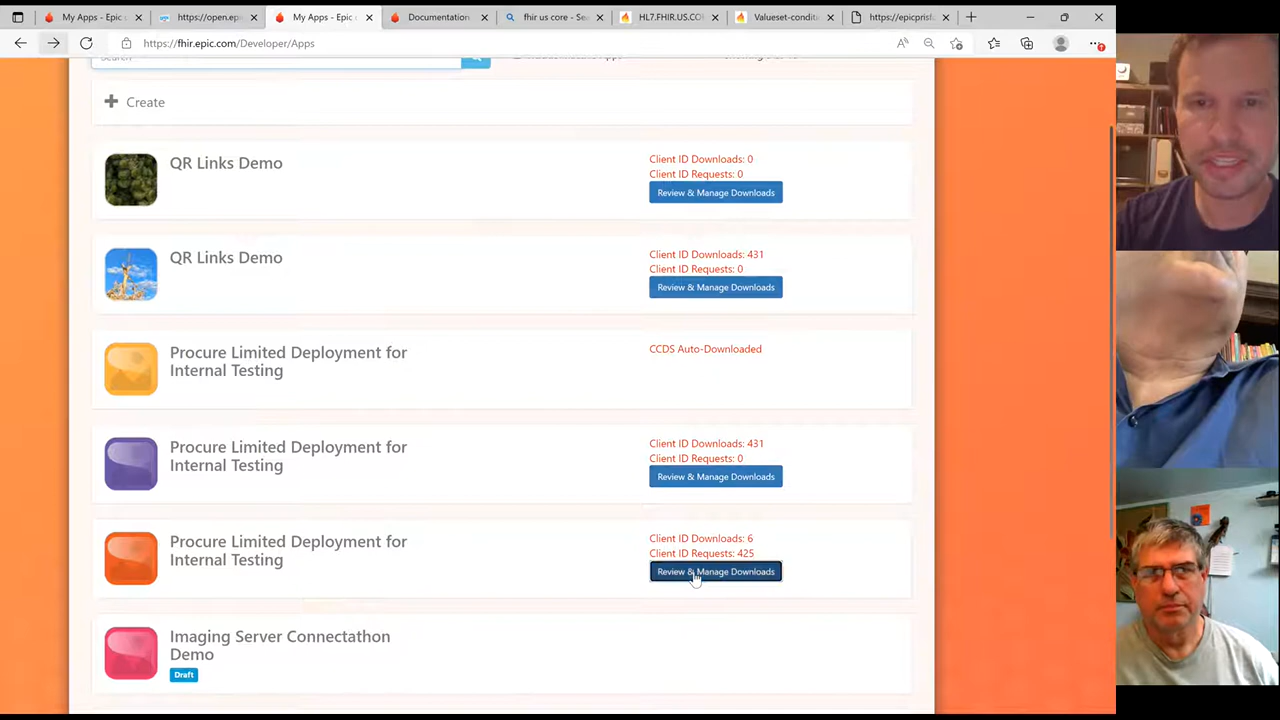 My Apps - Epic
https://open.epi
My Apps - Epic
Documentation
fhir us core - Sea
HL7.FHIR.US.CO
Valueset-condit
https://epicprisfa
https://fhir.epic.com/Developer/Apps
Search
Create
QR Links Demo
Client ID Downloads: 0
Client ID Requests: 0
Review & Manage Downloads
QR Links Demo
Client ID Downloads: 431
Client ID Requests: 0
Review & Manage Downloads
Procure Limited Deployment for
Internal Testing
CCDS Auto-Downloaded
Procure Limited Deployment for
Internal Testing
Client ID Downloads: 431
Client ID Requests: 0
Review & Manage Downloads
Procure Limited Deployment for
Internal Testing
Client ID Downloads: 6
Client ID Requests: 425
Review & Manage Downloads
Imaging Server Connectathon
Demo
Draft